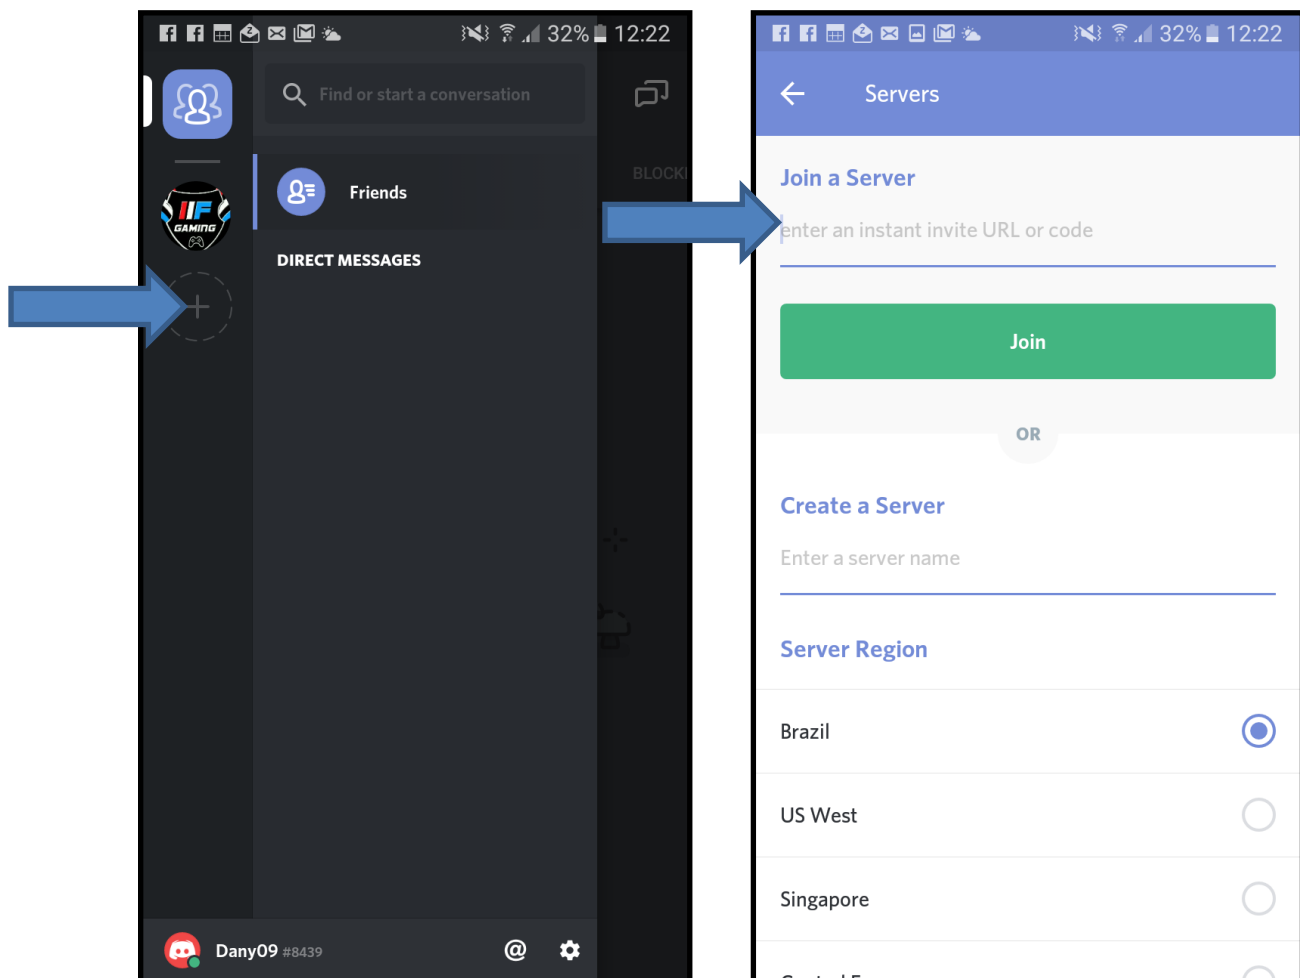 32% 12:22
Find or start a conversation
BLOCK
Friends
IIF
GAMING
DIRECT MESSAGES
Dany09 #8439
@
32% 12:22
Servers
Join a Server
enter an instant invite URL or code
Join
OR
Create a Server
Enter a server name
Server Region
Brazil
US West
Singapore